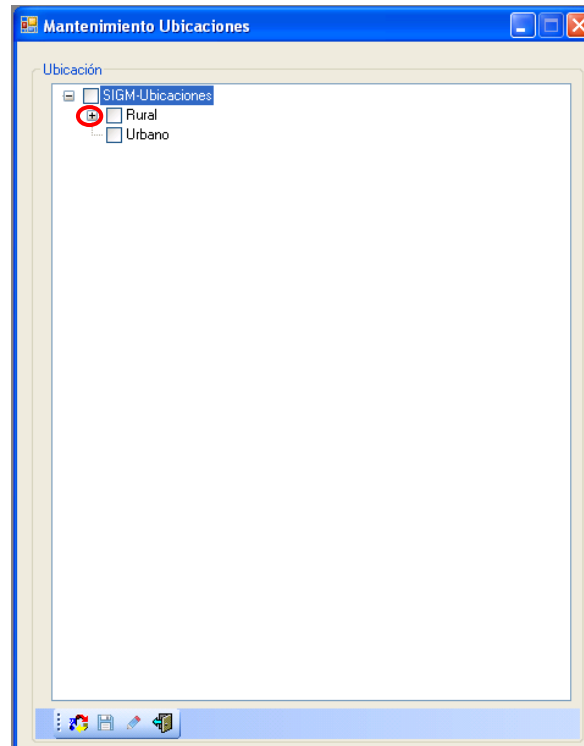 Mantenimiento Ubicaciones
Ubicación
SIGM-Ubicaciones
Rural
Urbano